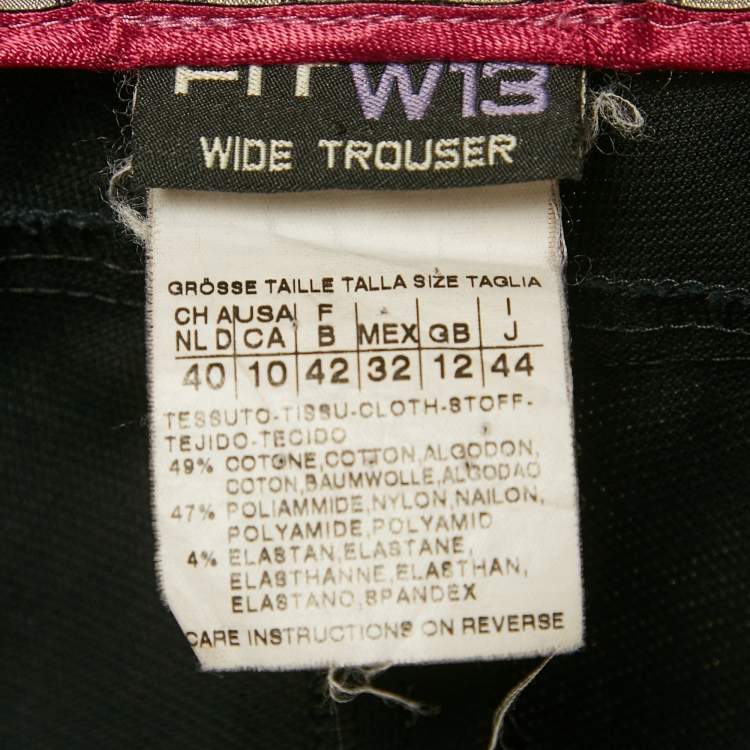 FIT W13
WIDE TROUSER
GRÖSSE TAILLE TALLA SIZE TAGLIA
CH A USA F I
NL D CA B MEX GB J
40 10 42 32 12 44
TESSUTO-TISSU-CLOTH-STOFF-
TEJIDO-TECIDO
49% COTONE,COTTON,ALGODON,
COTON,BAUMWOLLE,ALGODAO
47% POLIAMMIDE,NYLON,NAILON,
POLYAMIDE,POLYAMID
4% ELASTAN,ELASTANE,
ELASTHANNE,ELASTHAN,
ELASTANO,SPANDEX
CARE INSTRUCTIONS ON REVERSE